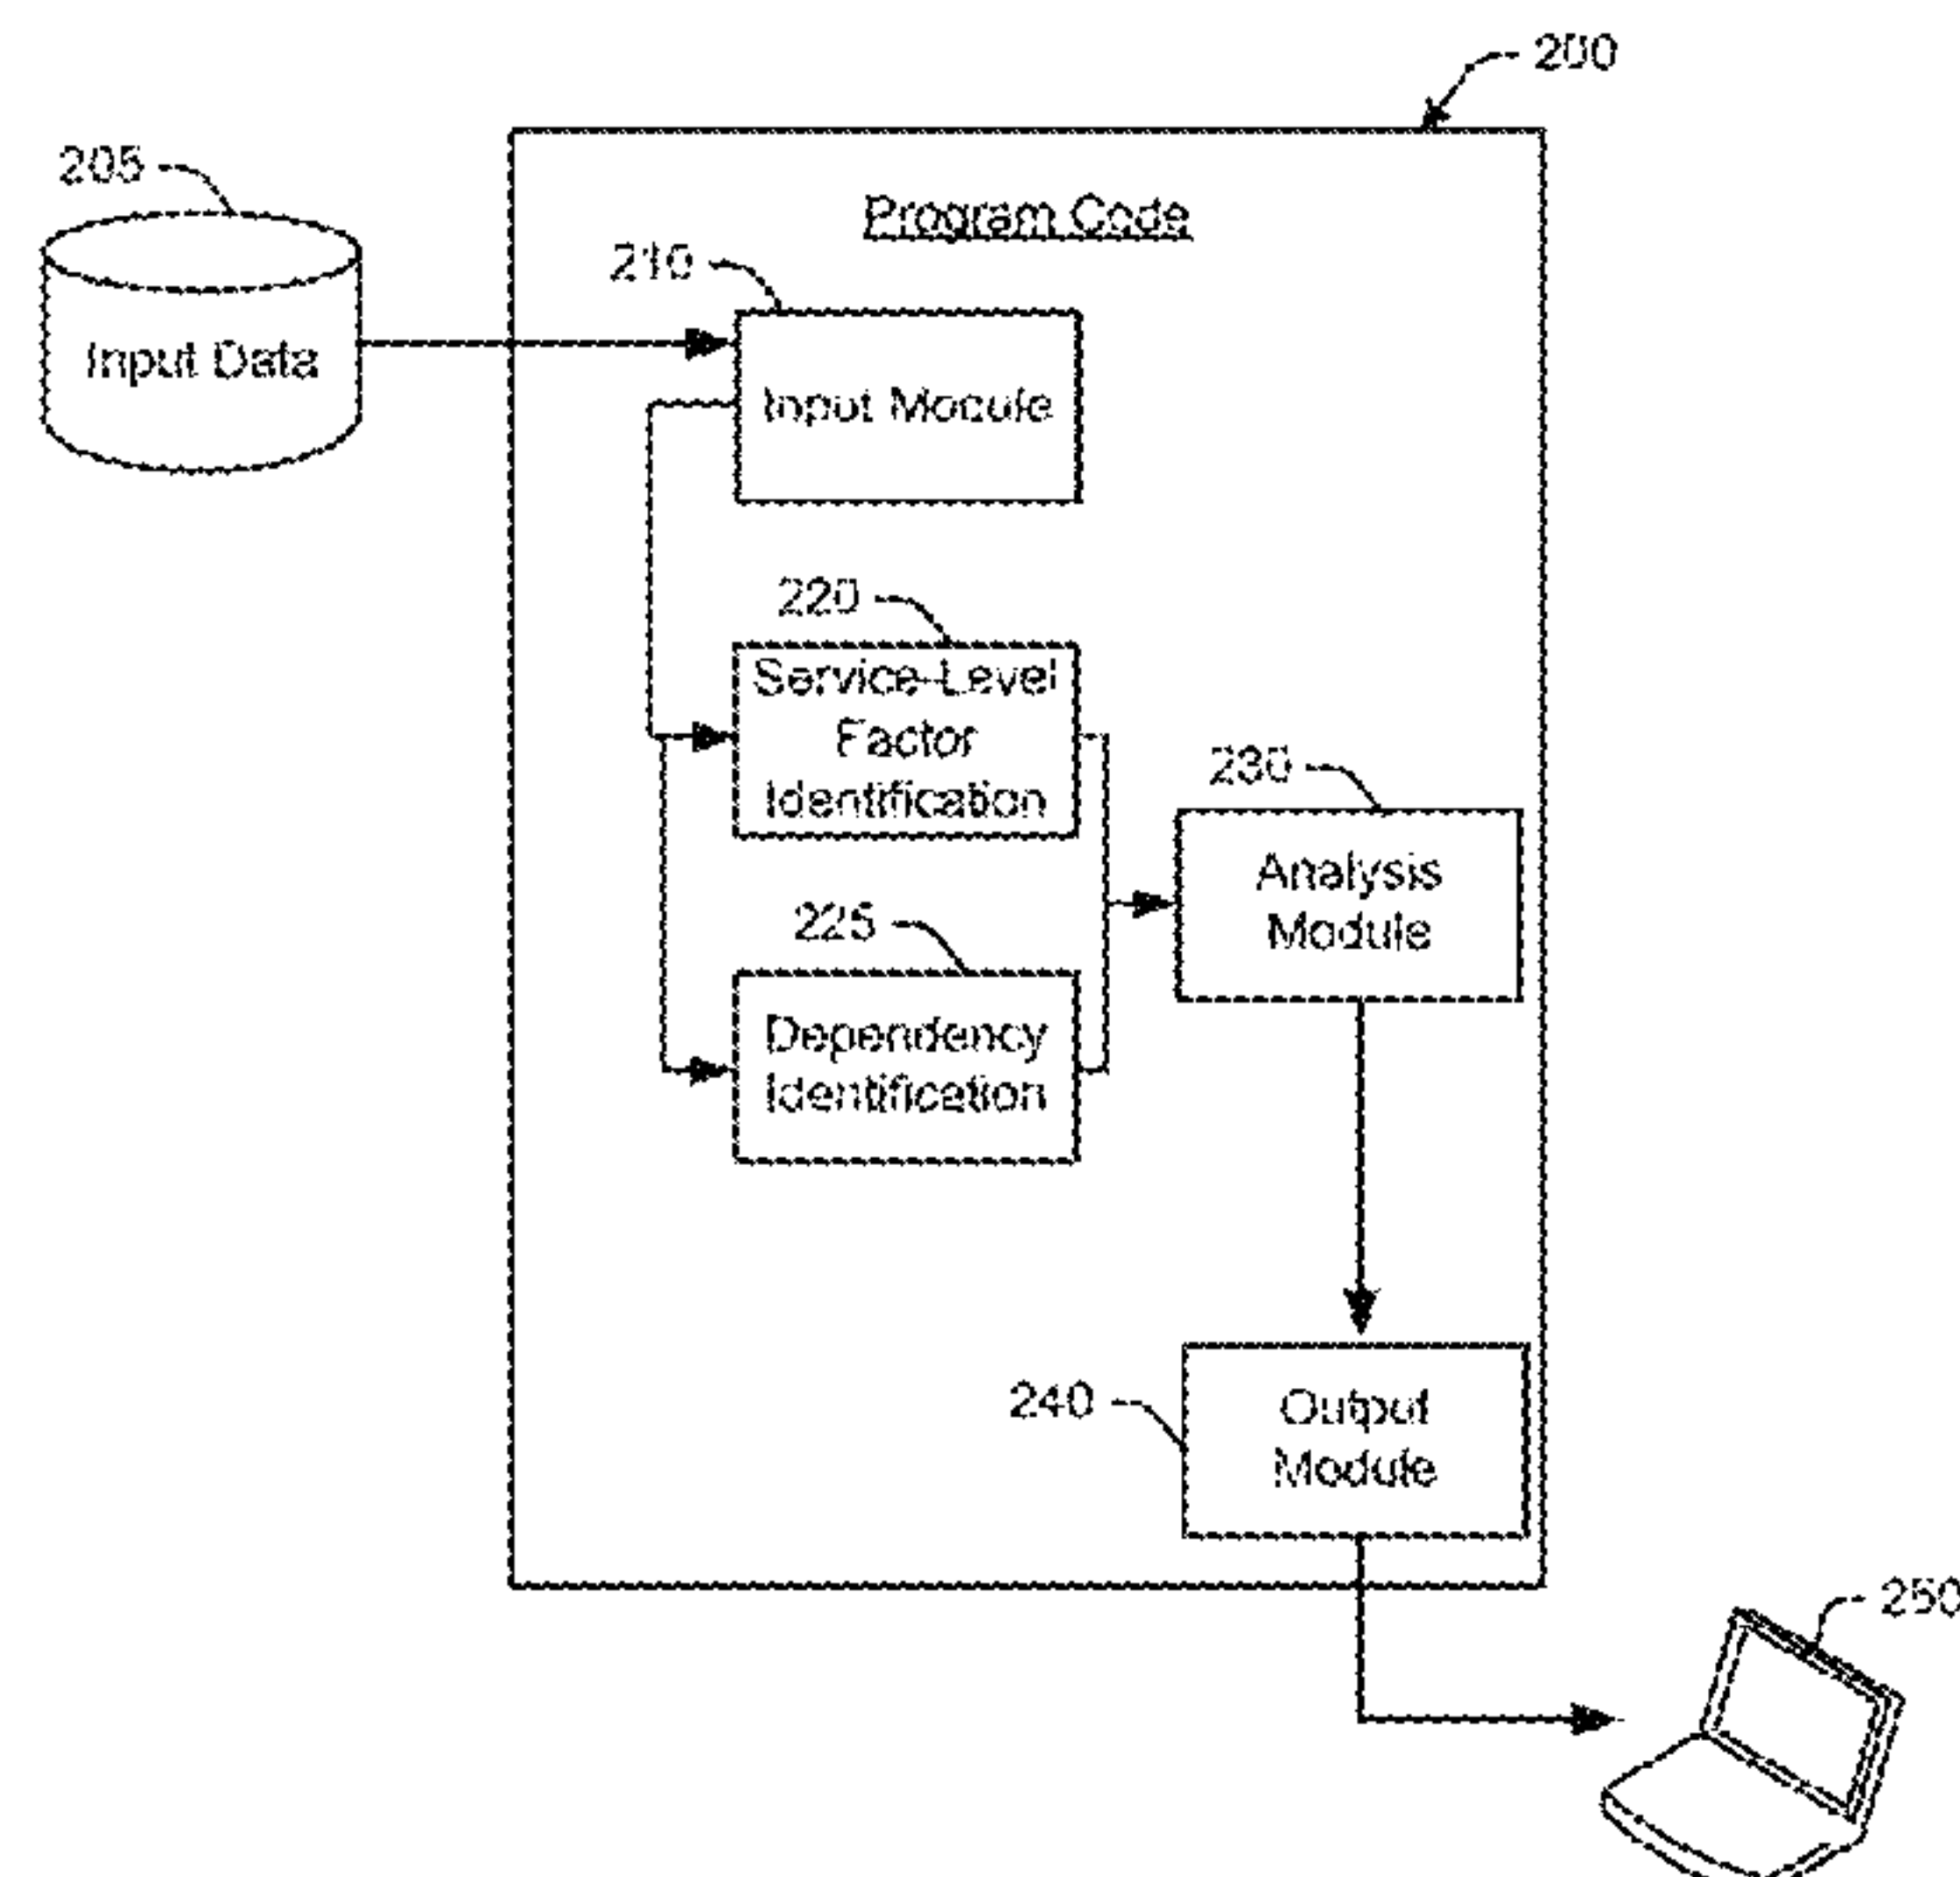 200
205
Program Code
210
Input Data
Input Module
220
Service-Level
Factor
Identification
230
Analysis
Module
225
Dependency
Identification
240
Output
Module
250